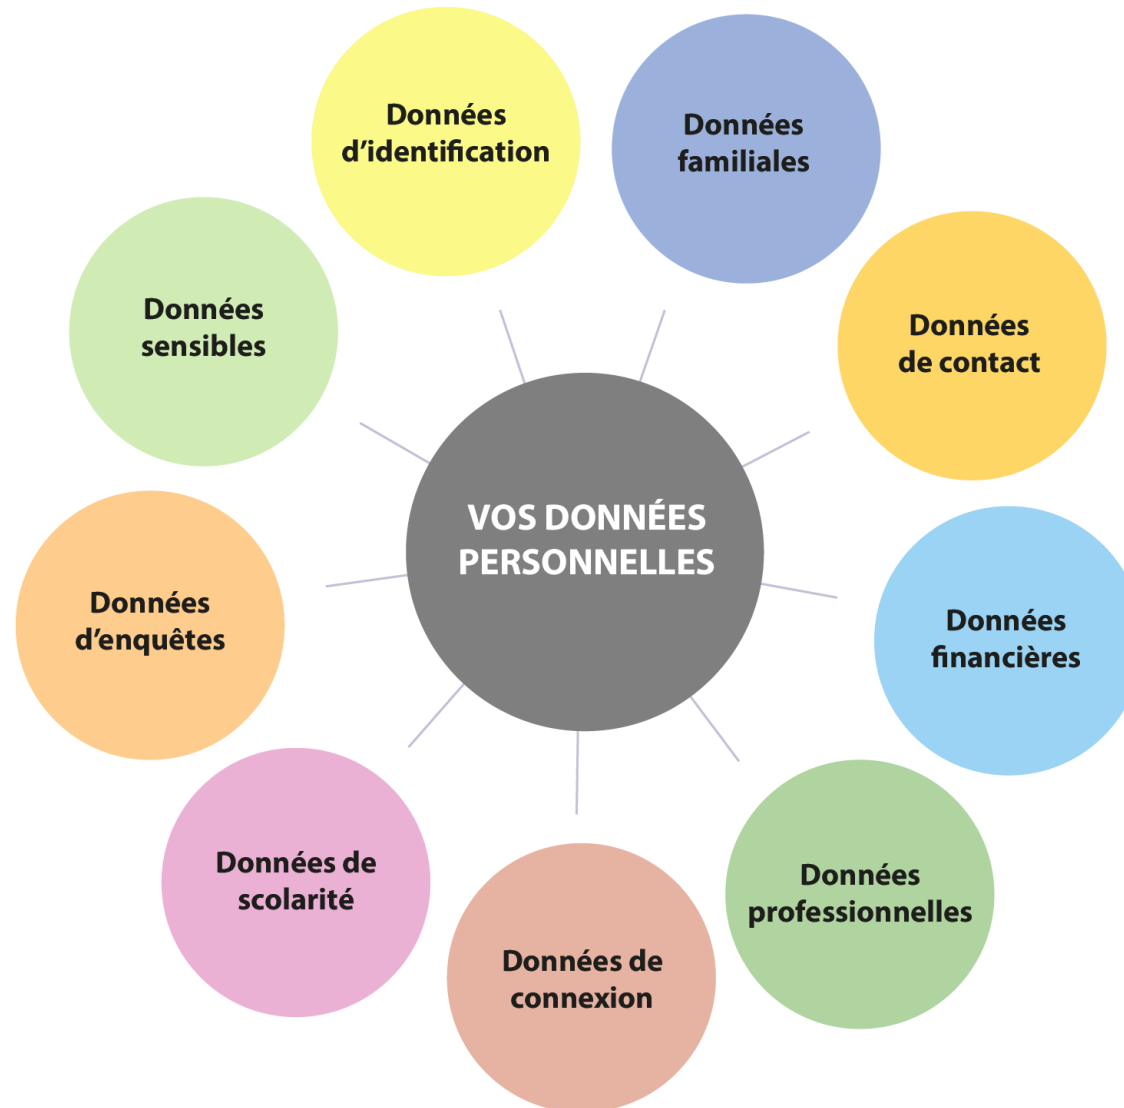 Données
d’identification
Données
familiales
Données
de contact
Données
financières
Données
professionnelles
Données de
connexion
Données de
scolarité
Données
d’enquêtes
Données
sensibles
VOS DONNÉES
PERSONNELLES